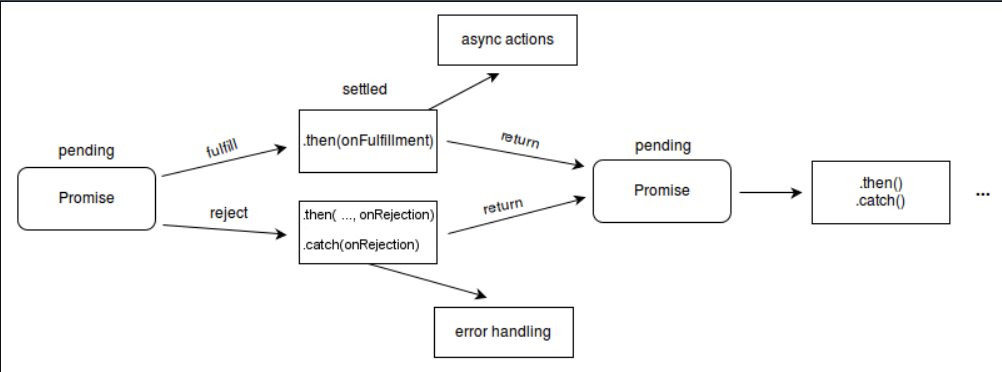 async actions
settled
.then(onFulfillment)
fulfill
return
pending
Promise
pending
Promise
.then()
.catch()
...
reject
.then( ..., onRejection)
.catch(onRejection)
return
error handling